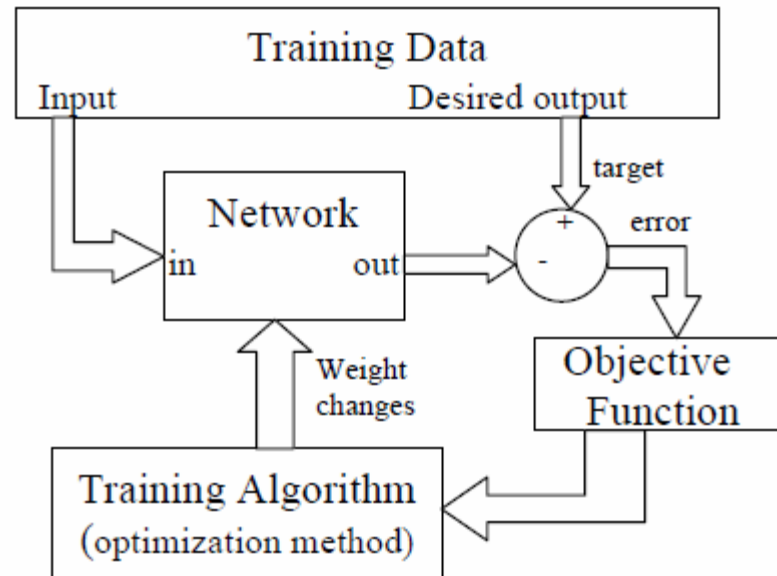 Training Data
Input
Desired output
target
Network
+
error
in
out
-
Weight
changes
Objective
Function
Training Algorithm
(optimization method)